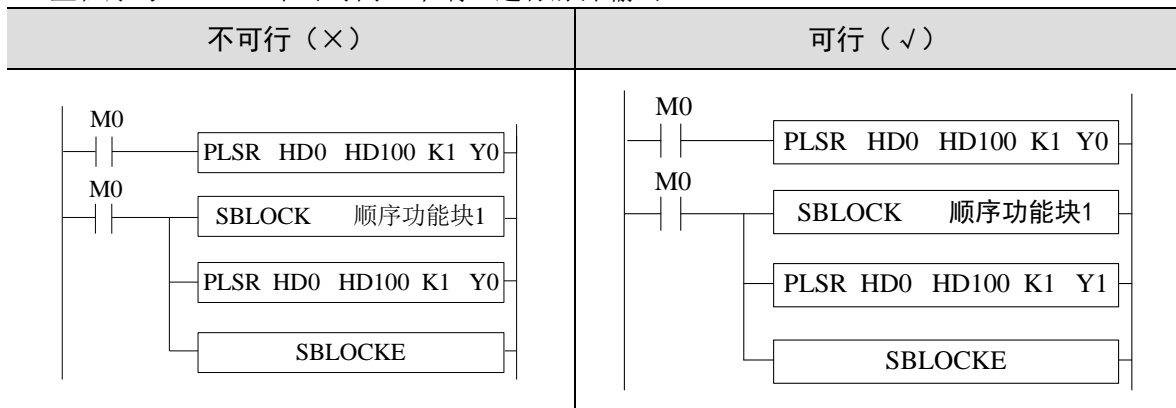 不可行（×）
可行（√）
M0
PLSR HD0 HD100 K1 Y0
M0
SBLOCK 顺序功能块1
PLSR HD0 HD100 K1 Y0
SBLOCKE
M0
PLSR HD0 HD100 K1 Y0
M0
SBLOCK 顺序功能块1
PLSR HD0 HD100 K1 Y1
SBLOCKE